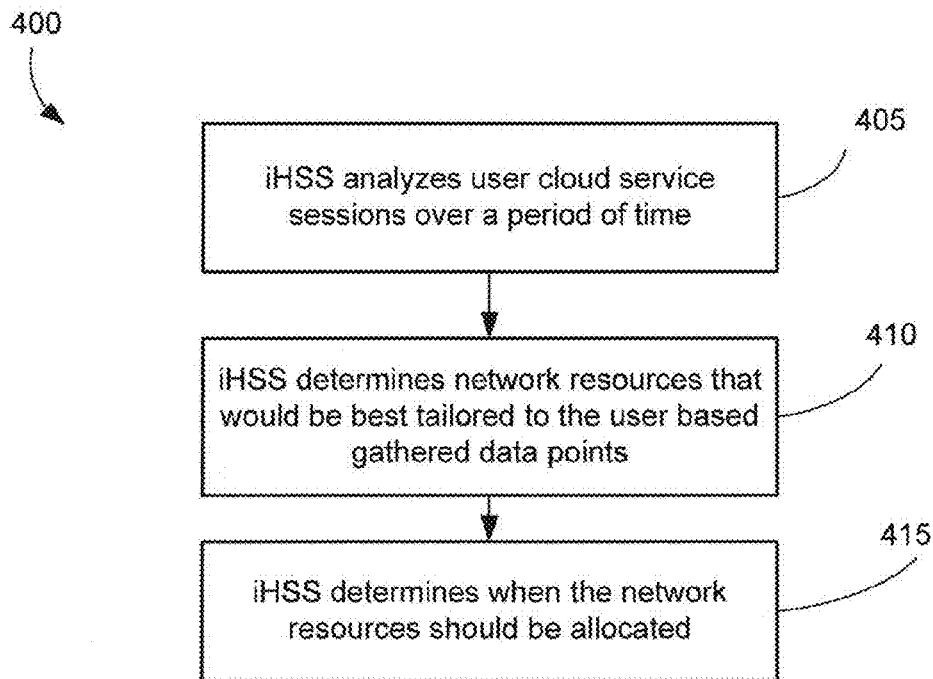 400
405
iHSS analyzes user cloud service
sessions over a period of time
410
iHSS determines network resources that
would be best tailored to the user based
gathered data points
415
iHSS determines when the network
resources should be allocated